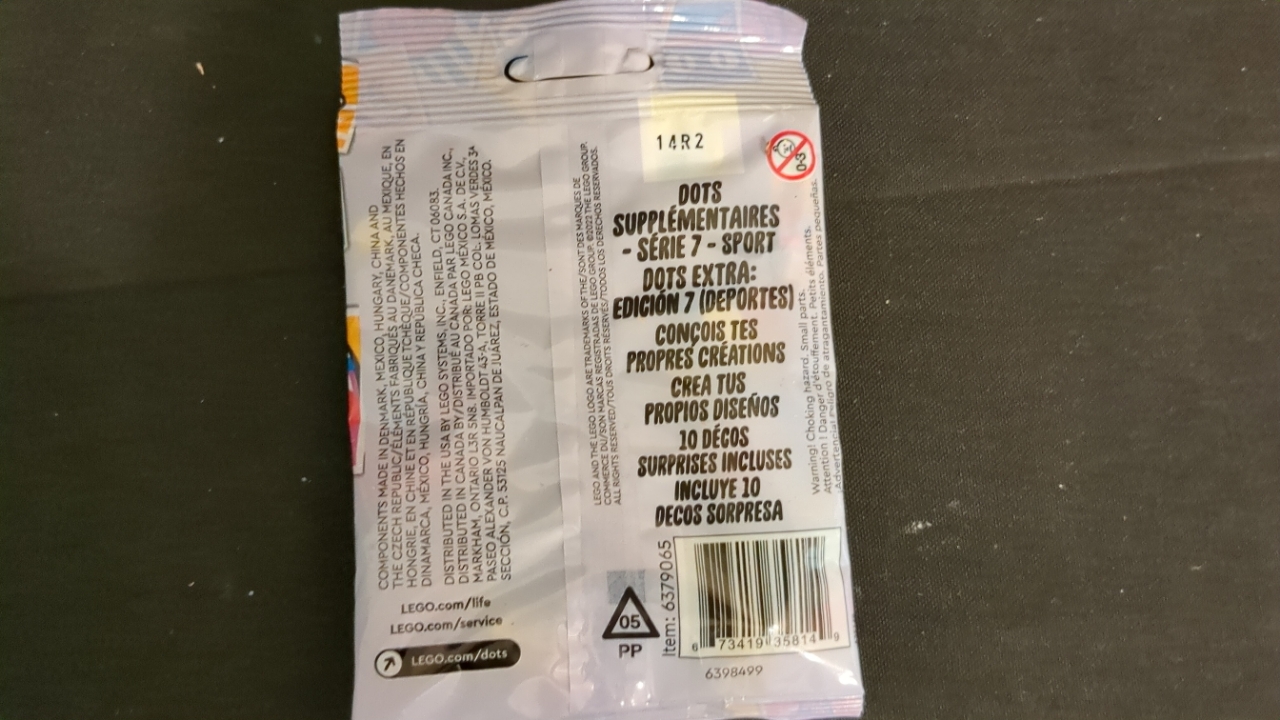 14R2
0-3
DOTS
SUPPLÉMENTAIRES
- SÉRIE 7 - SPORT
DOTS EXTRA:
EDICIÓN 7 (DEPORTES)
CONÇOIS TES
PROPRES CRÉATIONS
CREA TUS
PROPIOS DISEÑOS
10 DÉCOS
SURPRISES INCLUSES
INCLUYE 10
DECOS SORPRESA
COMPONENTS MADE IN DENMARK, MEXICO, HUNGARY, CHINA AND
THE CZECH REPUBLIC/ÉLÉMENTS FABRIQUÉS AU DANEMARK, AU MEXIQUE, EN
HONGRIE, EN CHINE ET EN RÉPUBLIQUE TCHÈQUE/COMPONENTES HECHOS EN
DINAMARCA, MÉXICO, HUNGRÍA, CHINA Y REPÚBLICA CHECA.
DISTRIBUTED IN THE USA BY LEGO SYSTEMS, INC., ENFIELD, CT 06083.
DISTRIBUTED IN CANADA BY/DISTRIBUÉ AU CANADA PAR LEGO CANADA INC.,
MARKHAM, ONTARIO L3R 5N8. IMPORTADO POR: LEGO MÉXICO S.A. DE C.V.,
PASEO ALEXANDER VON HUMBOLDT 43-A, TORRE II PB COL. LOMAS VERDES 3ᴬ
SECCIÓN, C.P. 53125 NAUCALPAN DE JUÁREZ, ESTADO DE MÉXICO, MÉXICO.
LEGO AND THE LEGO LOGO ARE TRADEMARKS OF THE/SONT DES MARQUES DE
COMMERCE DU/SON MARCAS REGISTRADAS DE LEGO GROUP. THE LEGO GROUP.
ALL RIGHTS RESERVED/TOUS DROITS RÉSERVÉS/TODOS LOS DERECHOS RESERVADOS.
Warning! Choking hazard. Small parts.
Attention ! Danger d'étouffement. Petits éléments.
¡Advertencia! Peligro de atragantamiento. Partes pequeñas.
LEGO.com/life
LEGO.com/service
LEGO.com/dots
05
PP
Item: 6379065
6 73419 35814 9
6398499